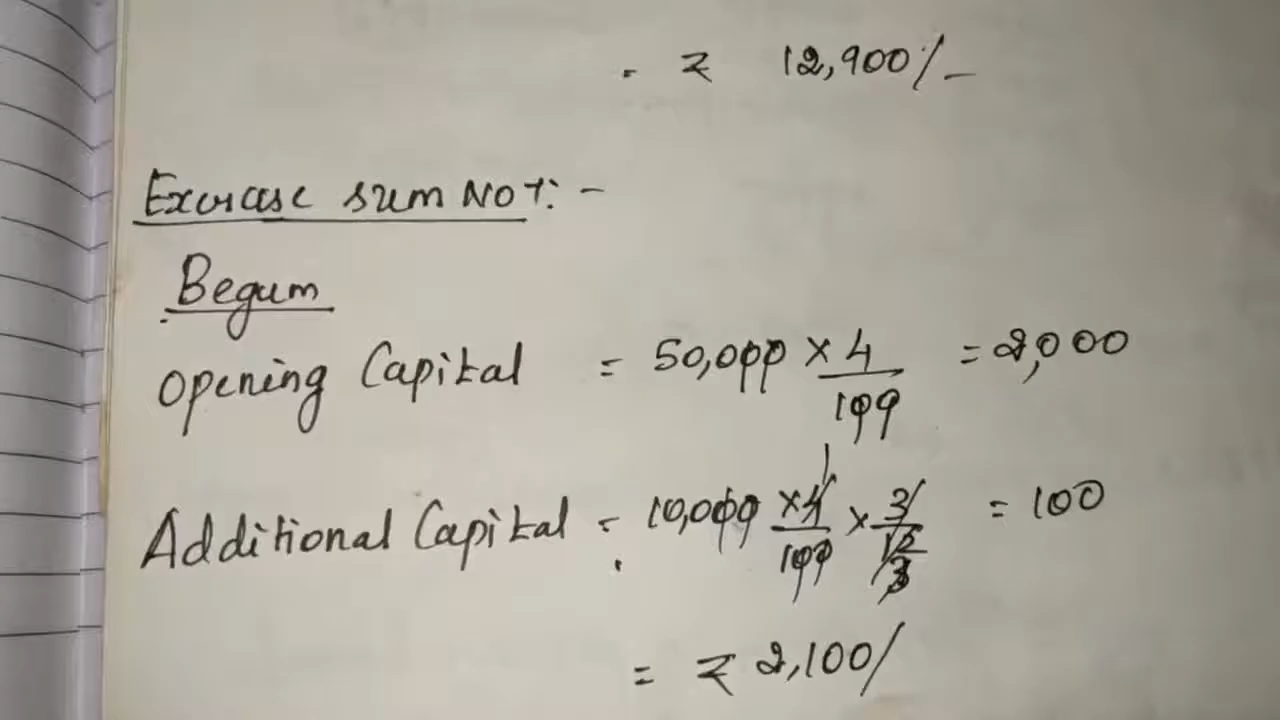 . ₹ 12,900/-
Exercise sum No 7: -
Begum
Opening Capital = 50,000 × 4/100 = 2,000
Additional Capital = 10,000 × 4/100 × 3/12 = 100
= ₹ 2,100/